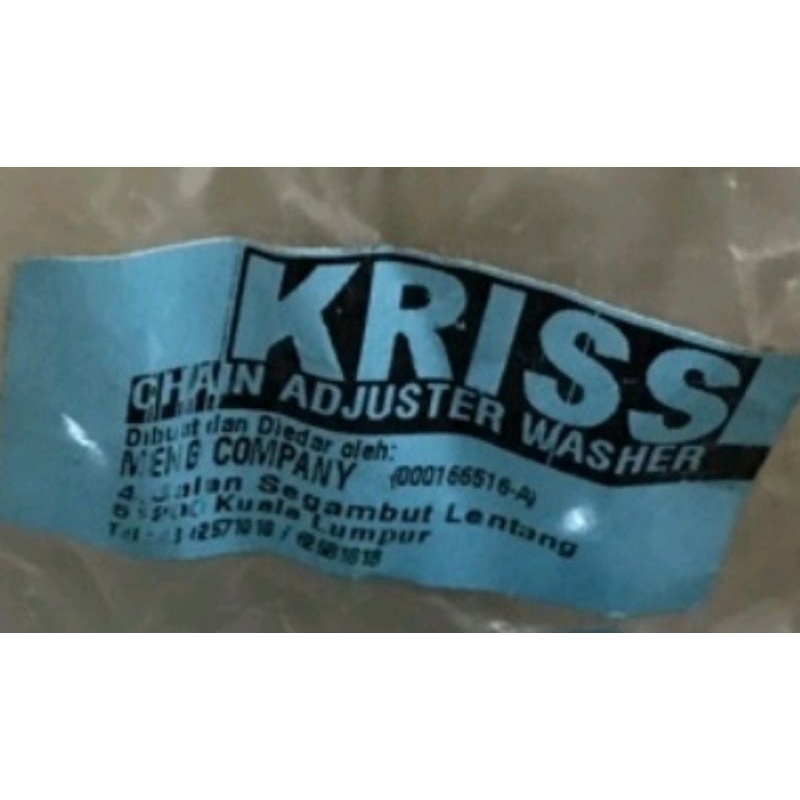 KRISS
CHAIN ADJUSTER WASHER
Dibuat dan Diedar oleh:
MENG COMPANY (000166516-A)
4, Jalan Segambut Lentang
Kuala Lumpur